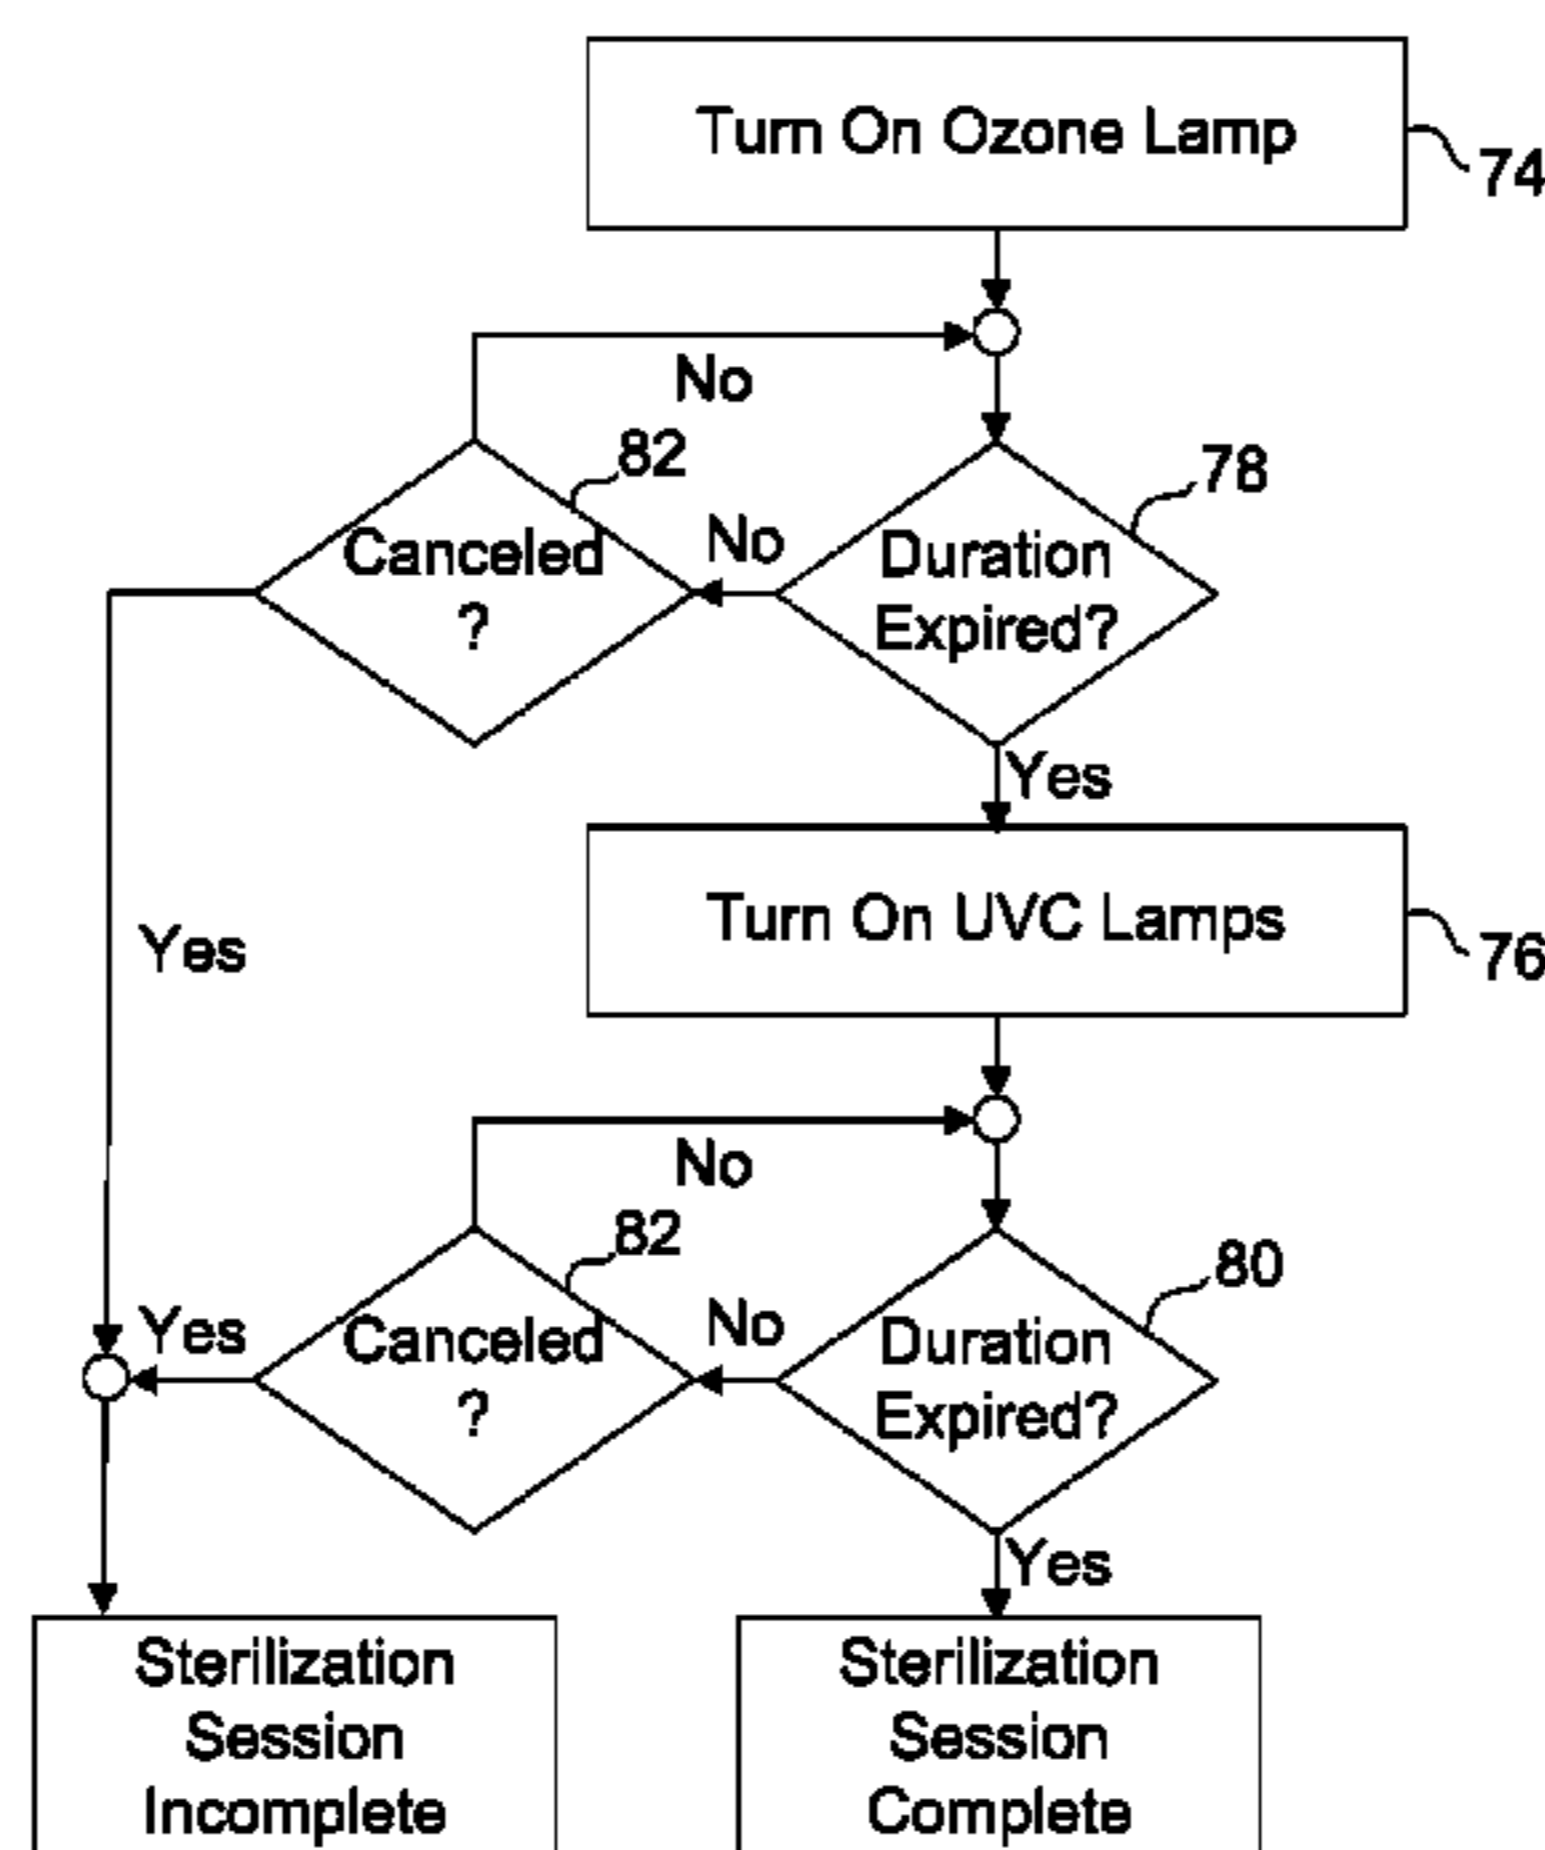 Turn On Ozone Lamp
74
No
82
78
Canceled
?
No
Duration
Expired?
Yes
Turn On UVC Lamps
76
Yes
No
82
80
Yes
Canceled
?
No
Duration
Expired?
Yes
Sterilization
Session
Incomplete
Sterilization
Session
Complete